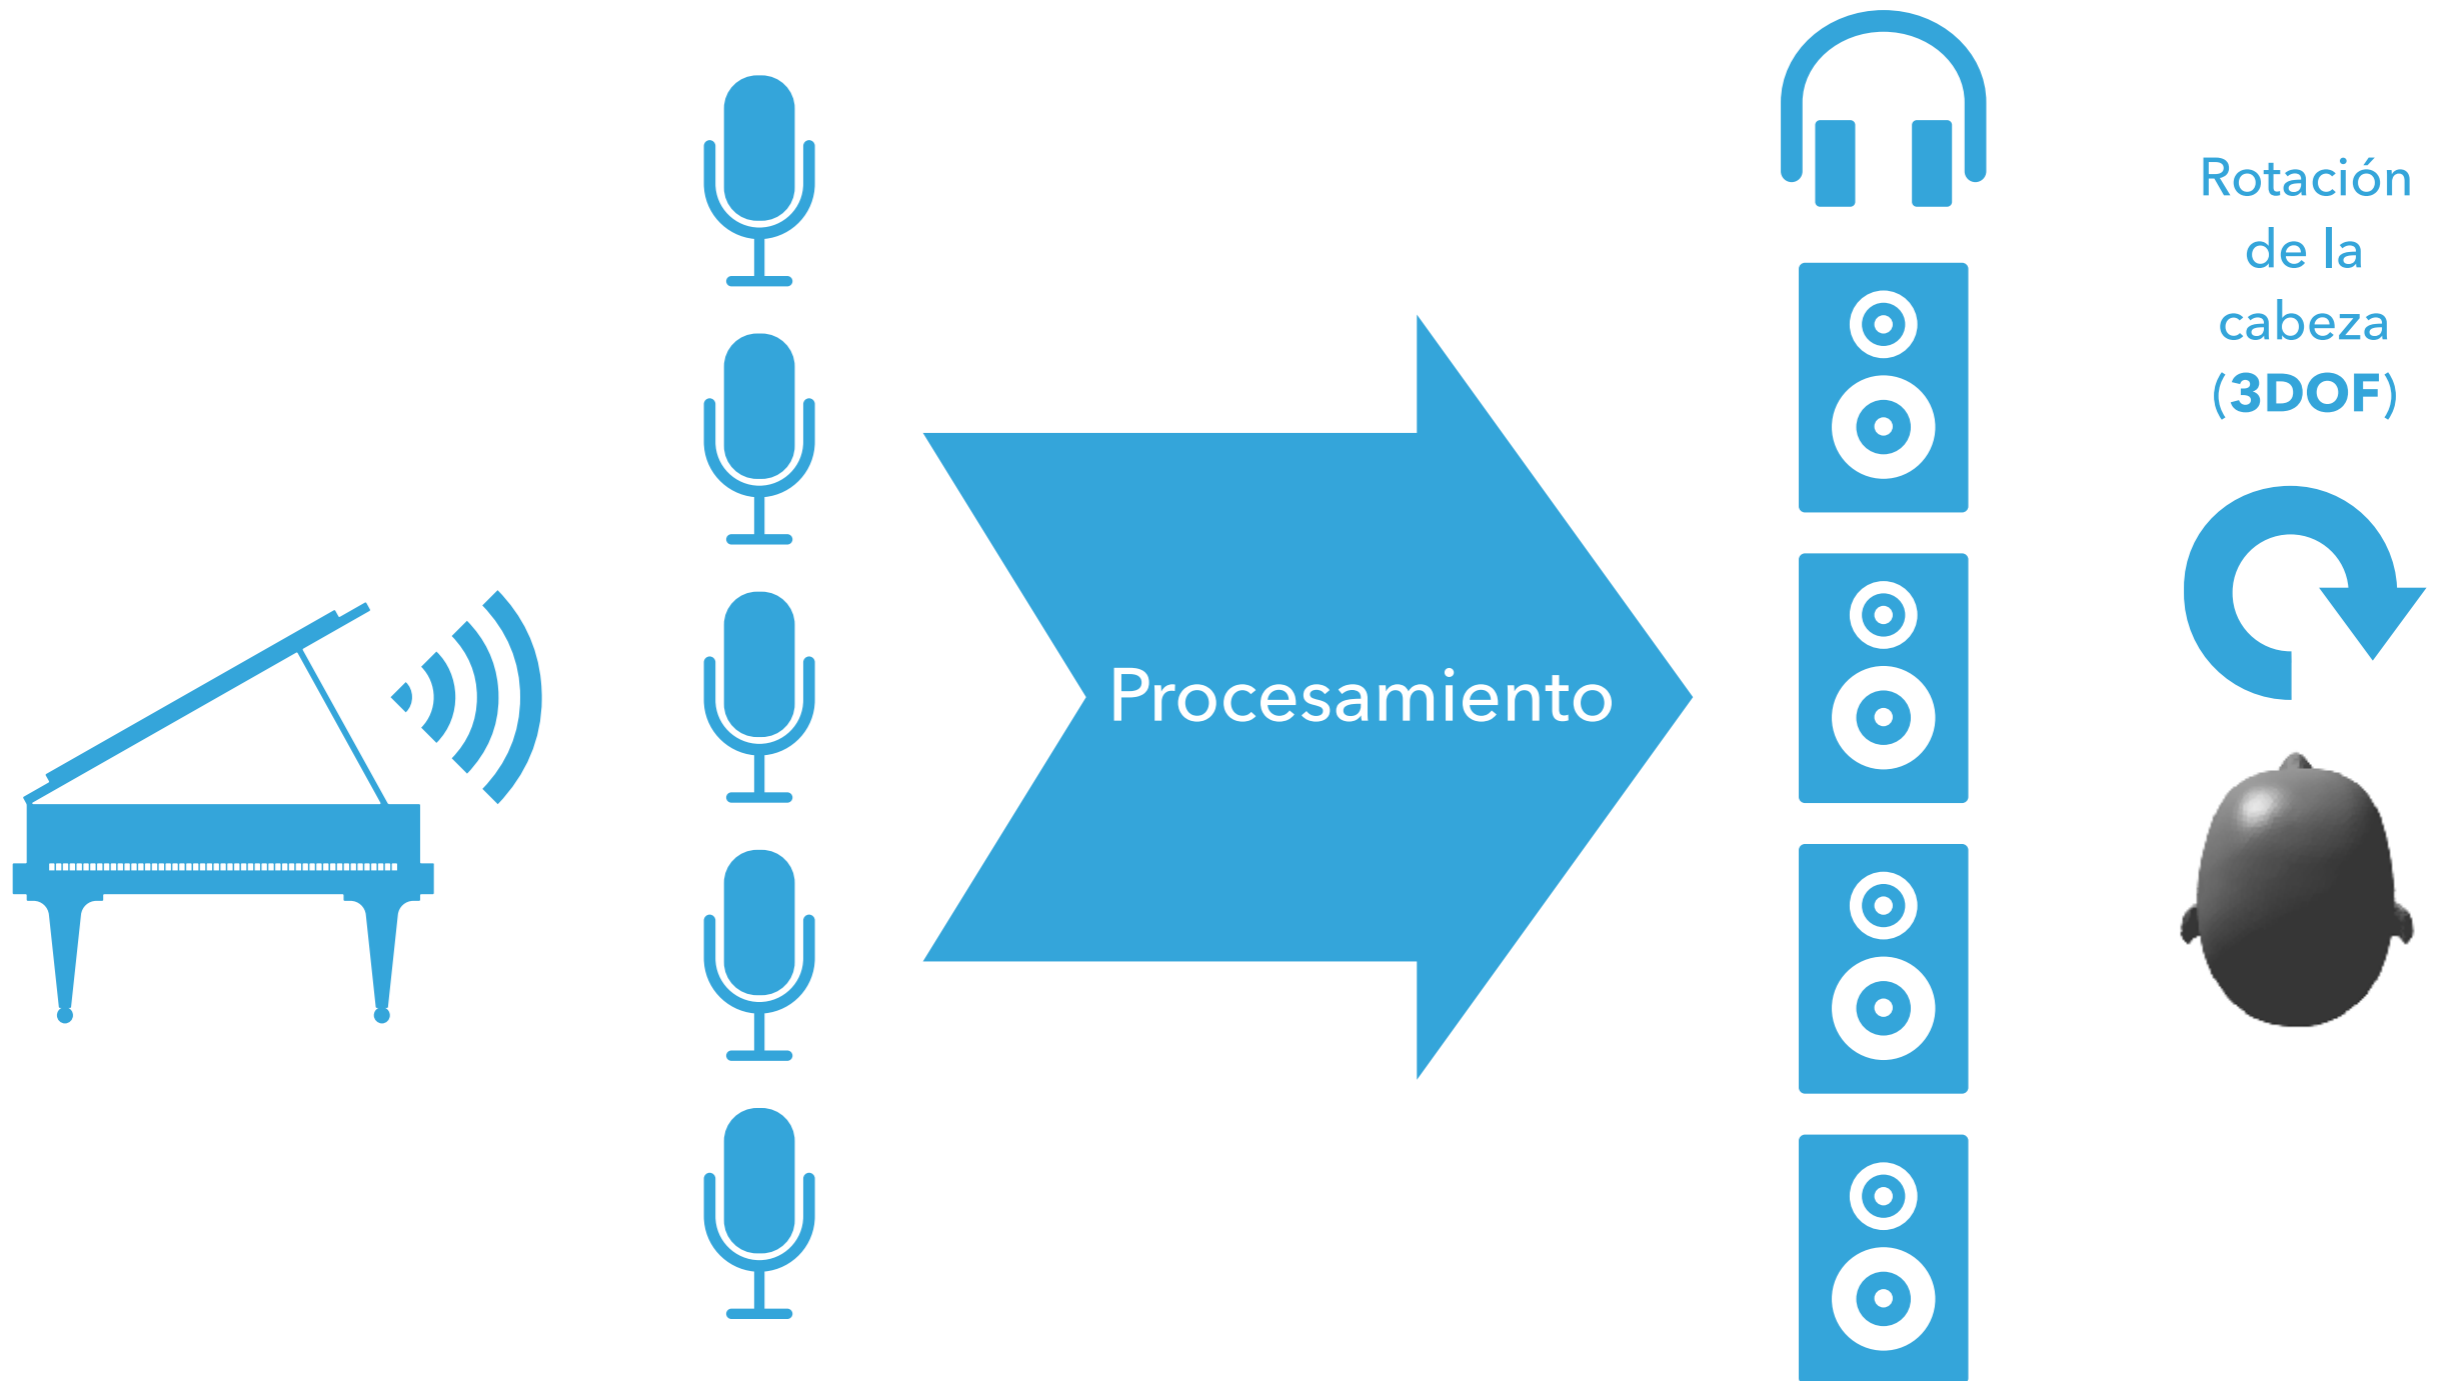 Procesamiento
Rotación
de la
cabeza
(3DOF)